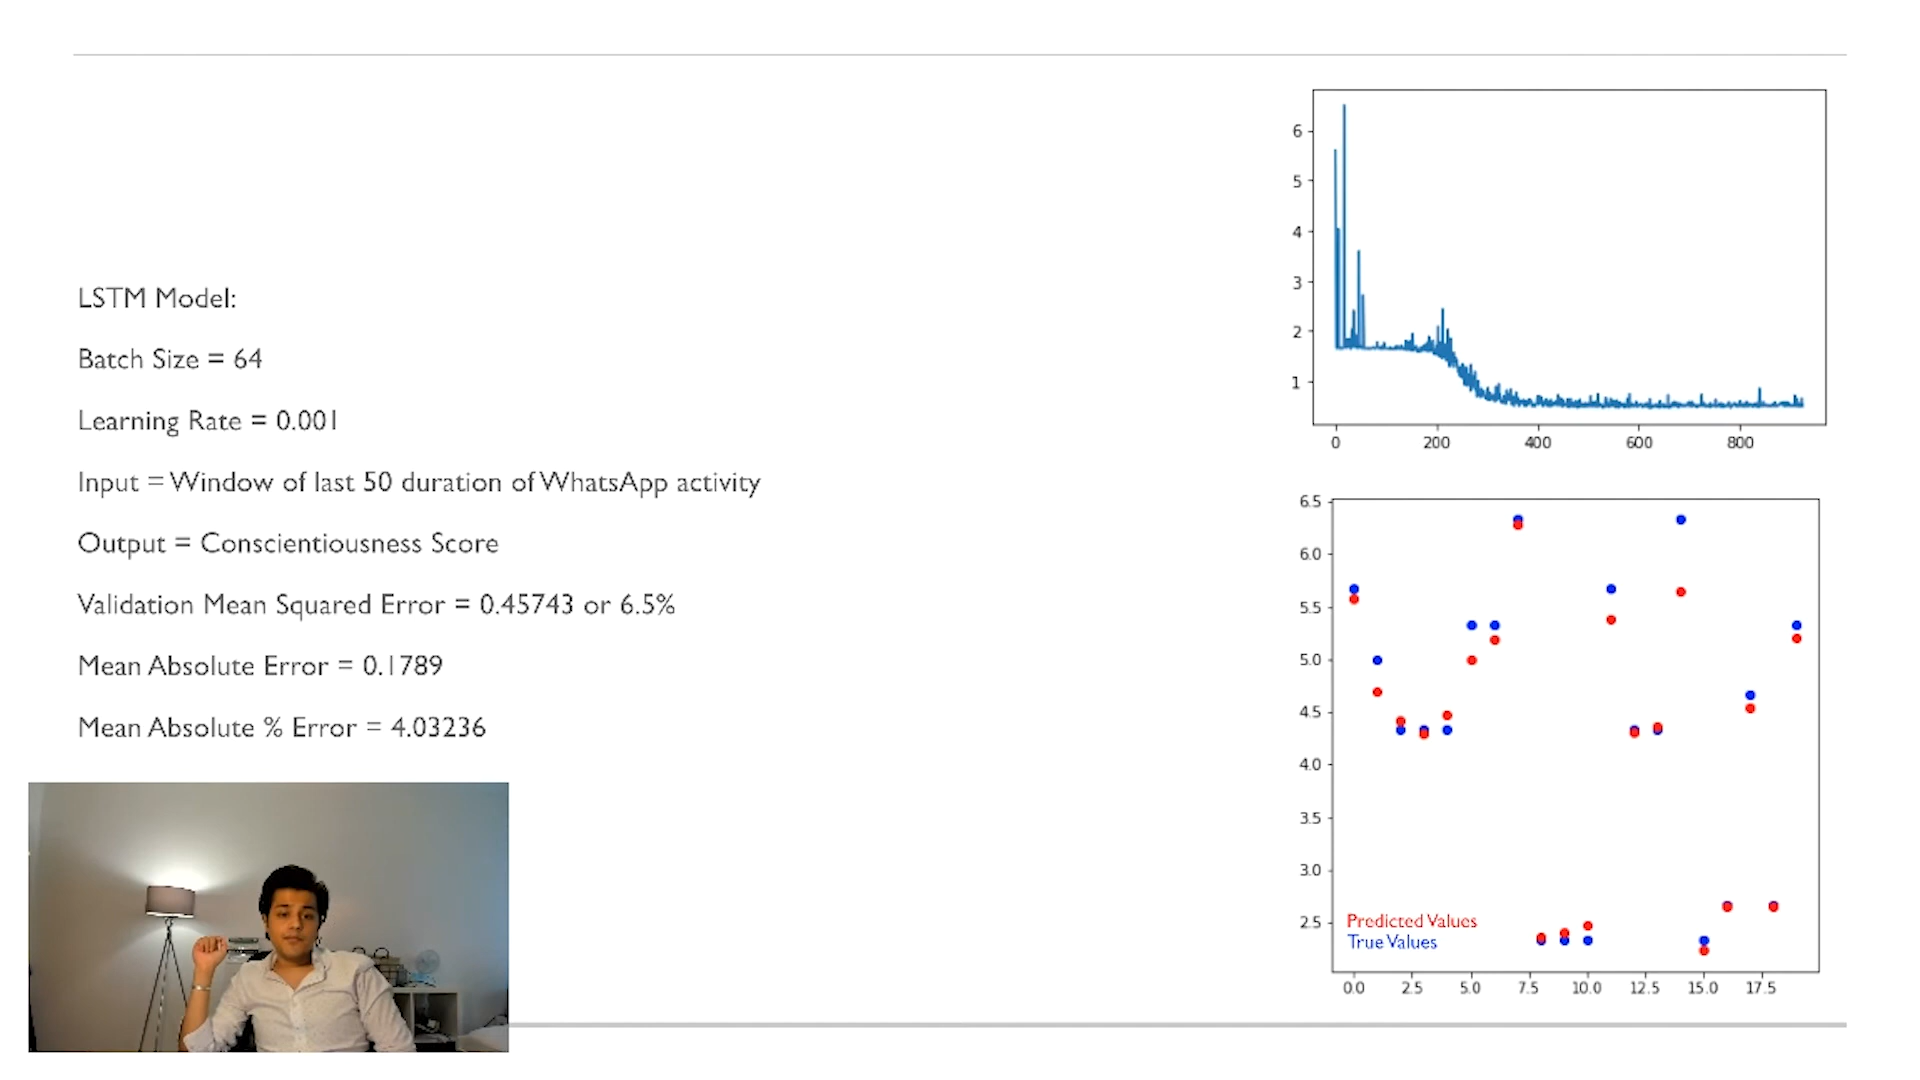 LSTM Model:
Batch Size = 64
Learning Rate = 0.001
Input = Window of last 50 duration of WhatsApp activity
Output = Conscientiousness Score
Validation Mean Squared Error = 0.45743 or 6.5%
Mean Absolute Error = 0.1789
Mean Absolute % Error = 4.03236
6
5
4
3
2
1
0 200 400 600 800
6.5
6.0
5.5
5.0
4.5
4.0
3.5
3.0
2.5
Predicted Values
True Values
0.0 2.5 5.0 7.5 10.0 12.5 15.0 17.5